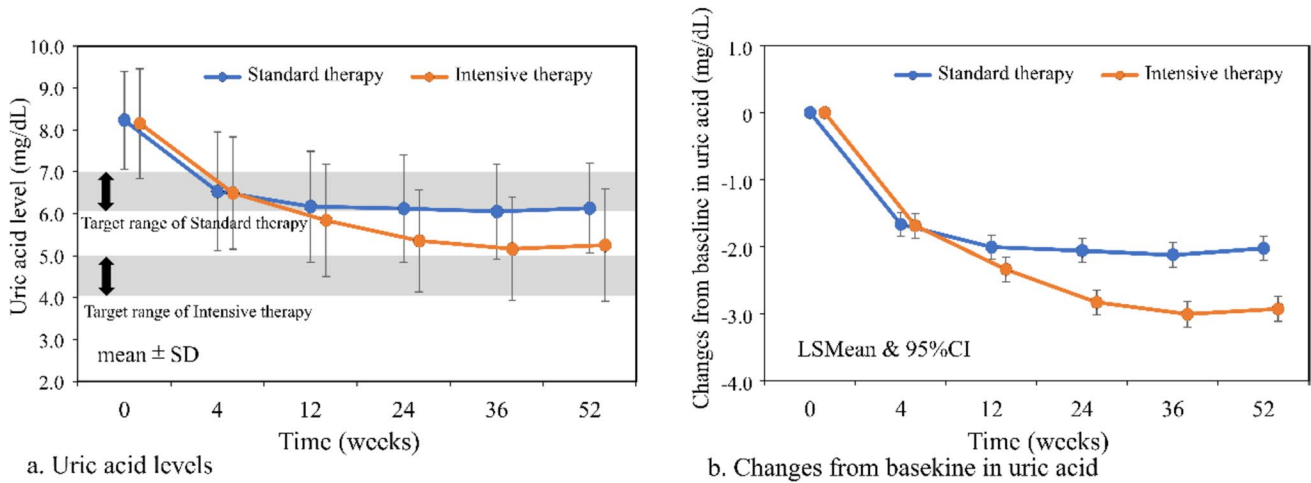 Uric acid level (mg/dL)
10.0
9.0
8.0
7.0
6.0
5.0
4.0
3.0
2.0
Standard therapy
Intensive therapy
Target range of Standard therapy
Target range of Intensive therapy
mean ± SD
0 4 12 24 36 52
Time (weeks)
a. Uric acid levels
Changes from baseline in uric acid (mg/dL)
1.0
0
-1.0
-2.0
-3.0
-4.0
Standard therapy
Intensive therapy
LSMean & 95%CI
0 4 12 24 36 52
Time (weeks)
b. Changes from basekine in uric acid